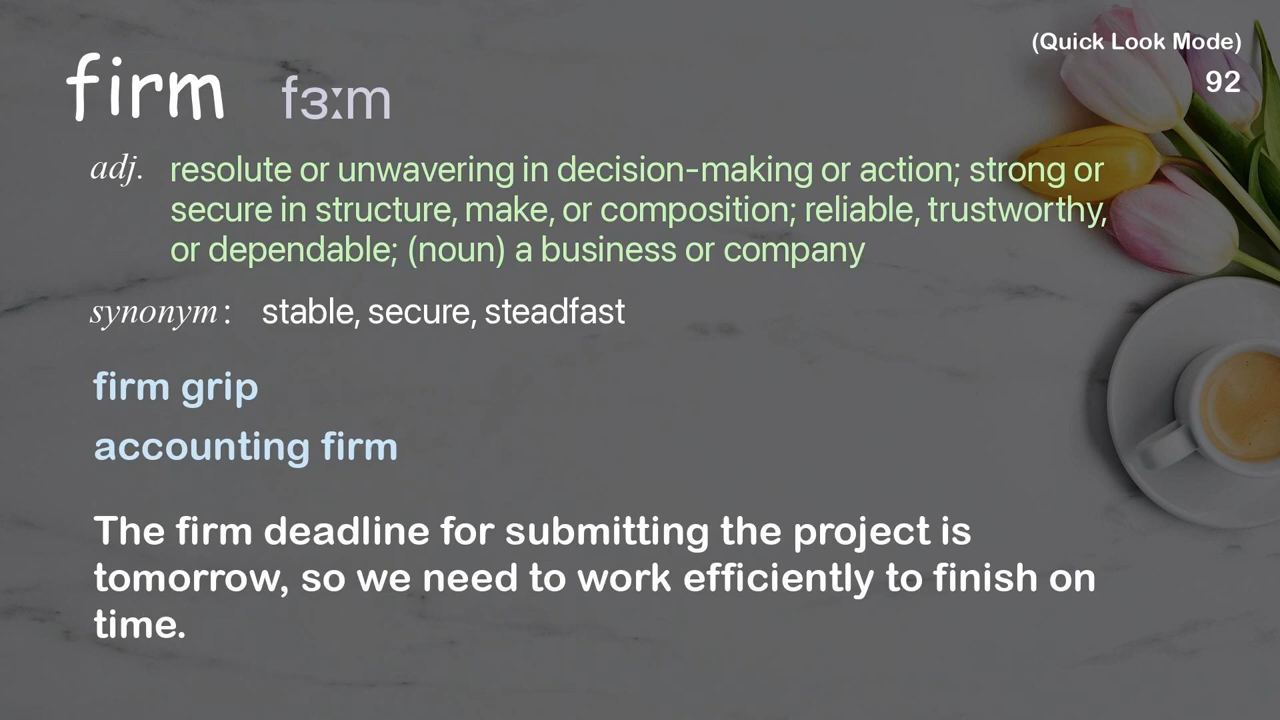 (Quick Look Mode)
92
firm fɜːm
adj. resolute or unwavering in decision-making or action; strong or
secure in structure, make, or composition; reliable, trustworthy,
or dependable; (noun) a business or company
synonym: stable, secure, steadfast
firm grip
accounting firm
The firm deadline for submitting the project is
tomorrow, so we need to work efficiently to finish on
time.